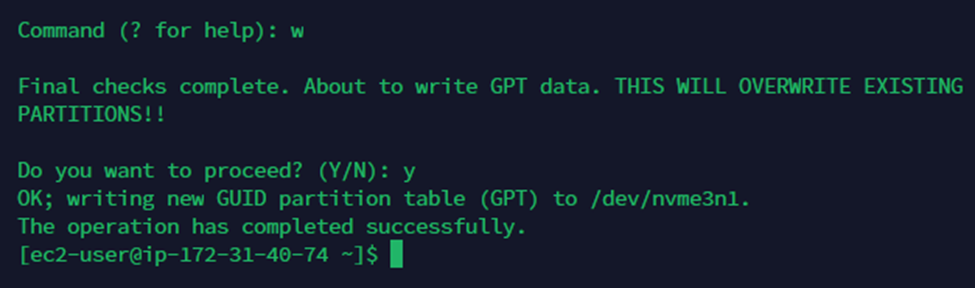 Command (? for help): w
Final checks complete. About to write GPT data. THIS WILL OVERWRITE EXISTING
PARTITIONS!!
Do you want to proceed? (Y/N): y
OK; writing new GUID partition table (GPT) to /dev/nvme3n1.
The operation has completed successfully.
[ec2-user@ip-172-31-40-74 ~]$